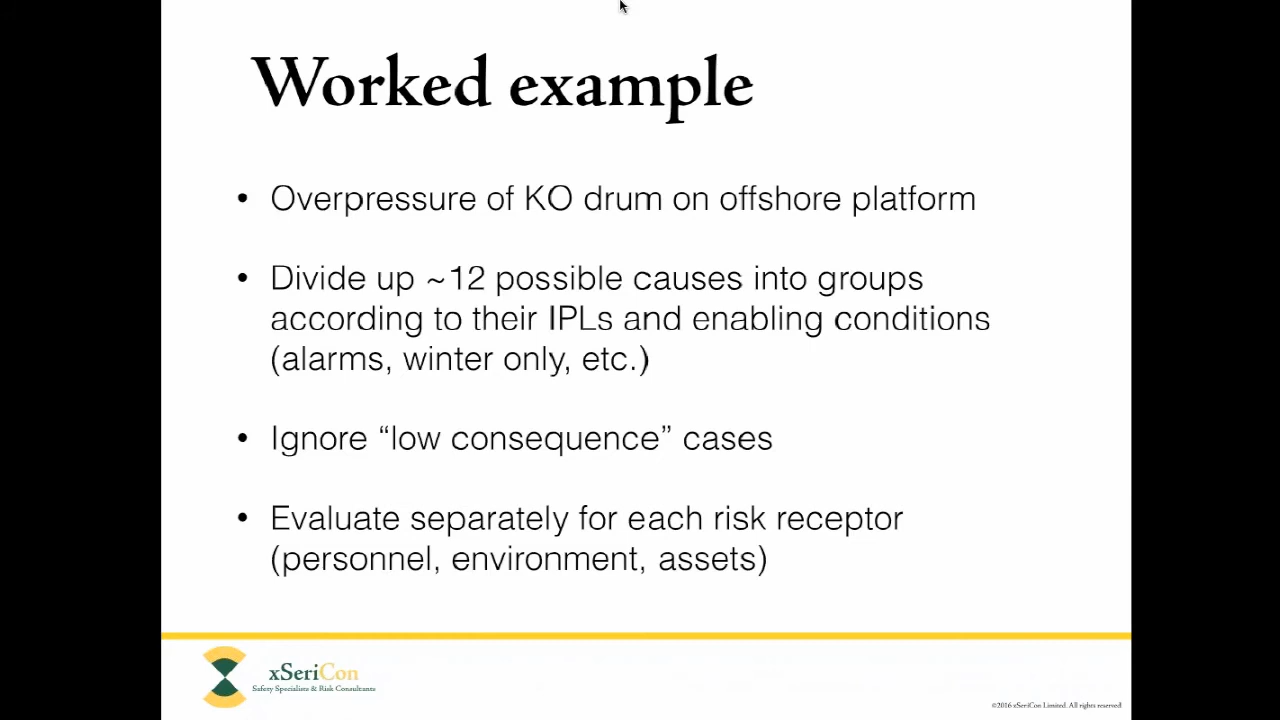 Worked example
• Overpressure of KO drum on offshore platform
• Divide up ~12 possible causes into groups
according to their IPLs and enabling conditions
(alarms, winter only, etc.)
• Ignore “low consequence” cases
• Evaluate separately for each risk receptor
(personnel, environment, assets)
xSeriCon
Safety Specialists & Risk Consultants
©2016 xSeriCon Limited. All rights reserved